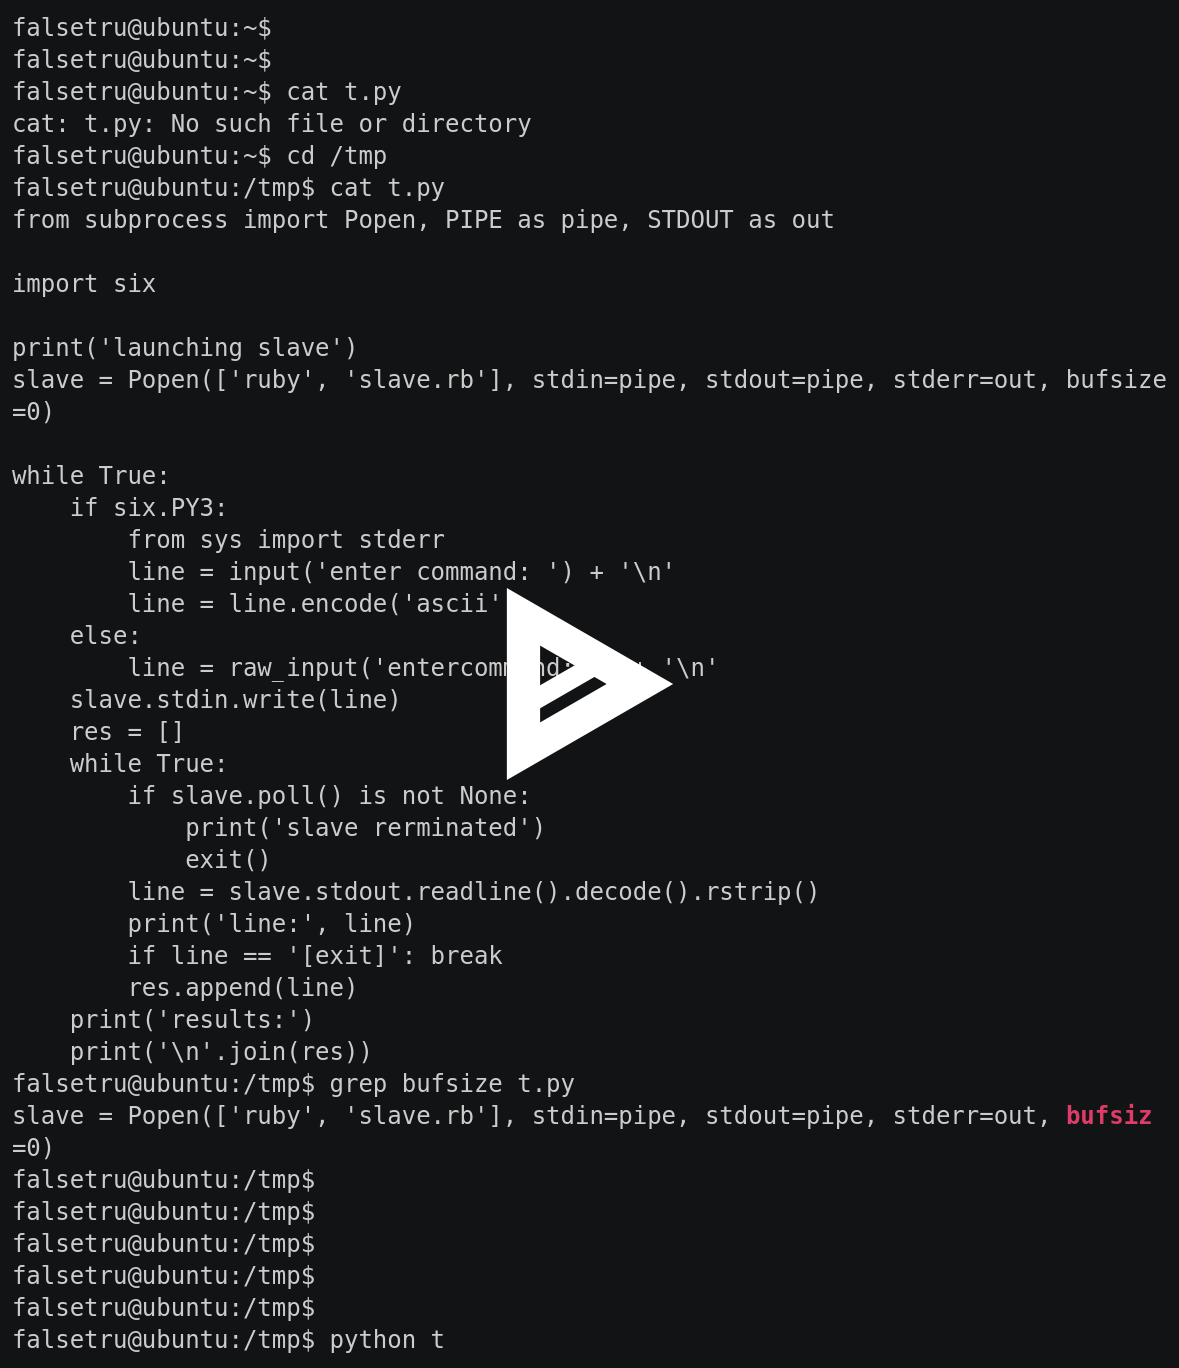 falsetru@ubuntu:~$
falsetru@ubuntu:~$
falsetru@ubuntu:~$ cat t.py
cat: t.py: No such file or directory
falsetru@ubuntu:~$ cd /tmp
falsetru@ubuntu:/tmp$ cat t.py
from subprocess import Popen, PIPE as pipe, STDOUT as out

import six

print('launching slave')
slave = Popen(['ruby', 'slave.rb'], stdin=pipe, stdout=pipe, stderr=out, bufsize
=0)

while True:
    if six.PY3:
        from sys import stderr
        line = input('enter command: ') + '\n'
        line = line.encode('ascii'
    else:
        line = raw_input('entercommand: '\n'
    slave.stdin.write(line)
    res = []
    while True:
        if slave.poll() is not None:
            print('slave rerminated')
            exit()
        line = slave.stdout.readline().decode().rstrip()
        print('line:', line)
        if line == '[exit]': break
        res.append(line)
    print('results:')
    print('\n'.join(res))
falsetru@ubuntu:/tmp$ grep bufsize t.py
slave = Popen(['ruby', 'slave.rb'], stdin=pipe, stdout=pipe, stderr=out, bufsiz
=0)
falsetru@ubuntu:/tmp$
falsetru@ubuntu:/tmp$
falsetru@ubuntu:/tmp$
falsetru@ubuntu:/tmp$
falsetru@ubuntu:/tmp$
falsetru@ubuntu:/tmp$ python t